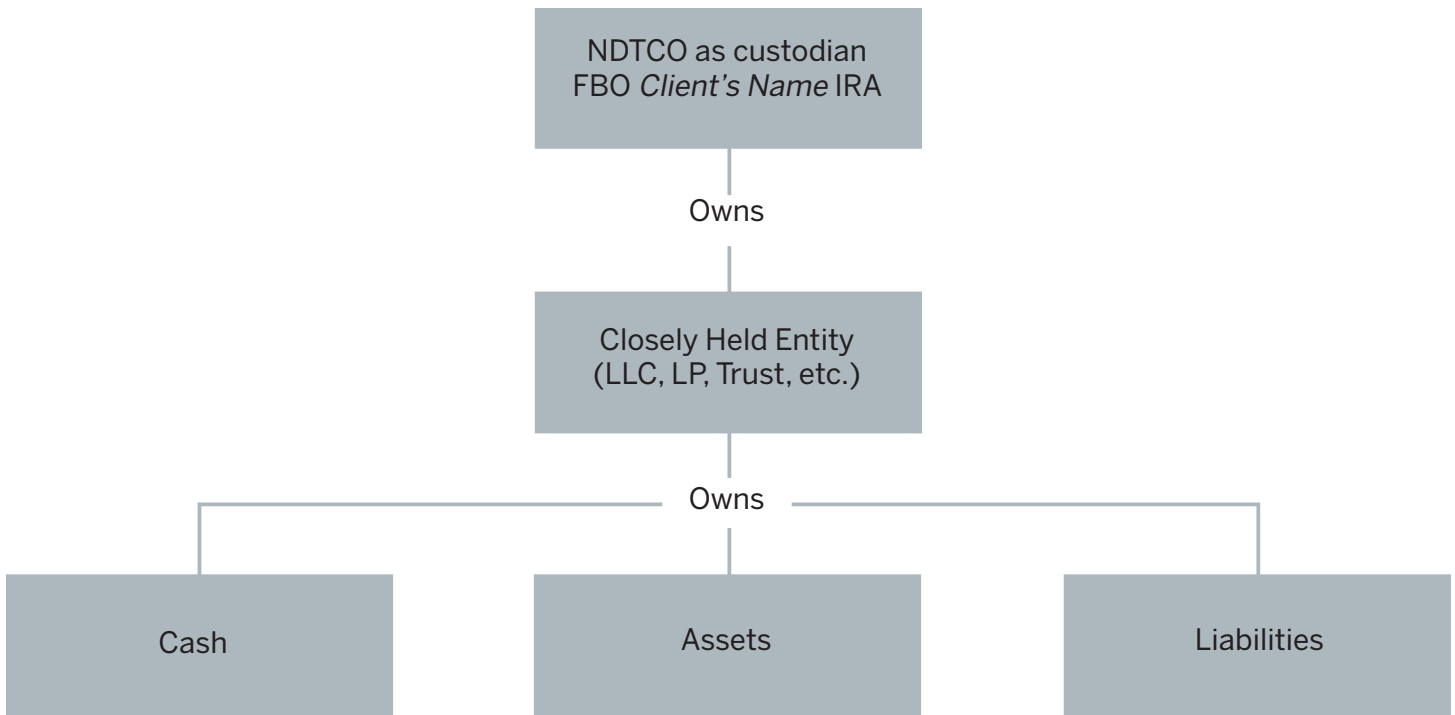 NDTCO as custodian
FBO Client's Name IRA
Owns
Closely Held Entity
(LLC, LP, Trust, etc.)
Owns
Cash
Assets
Liabilities